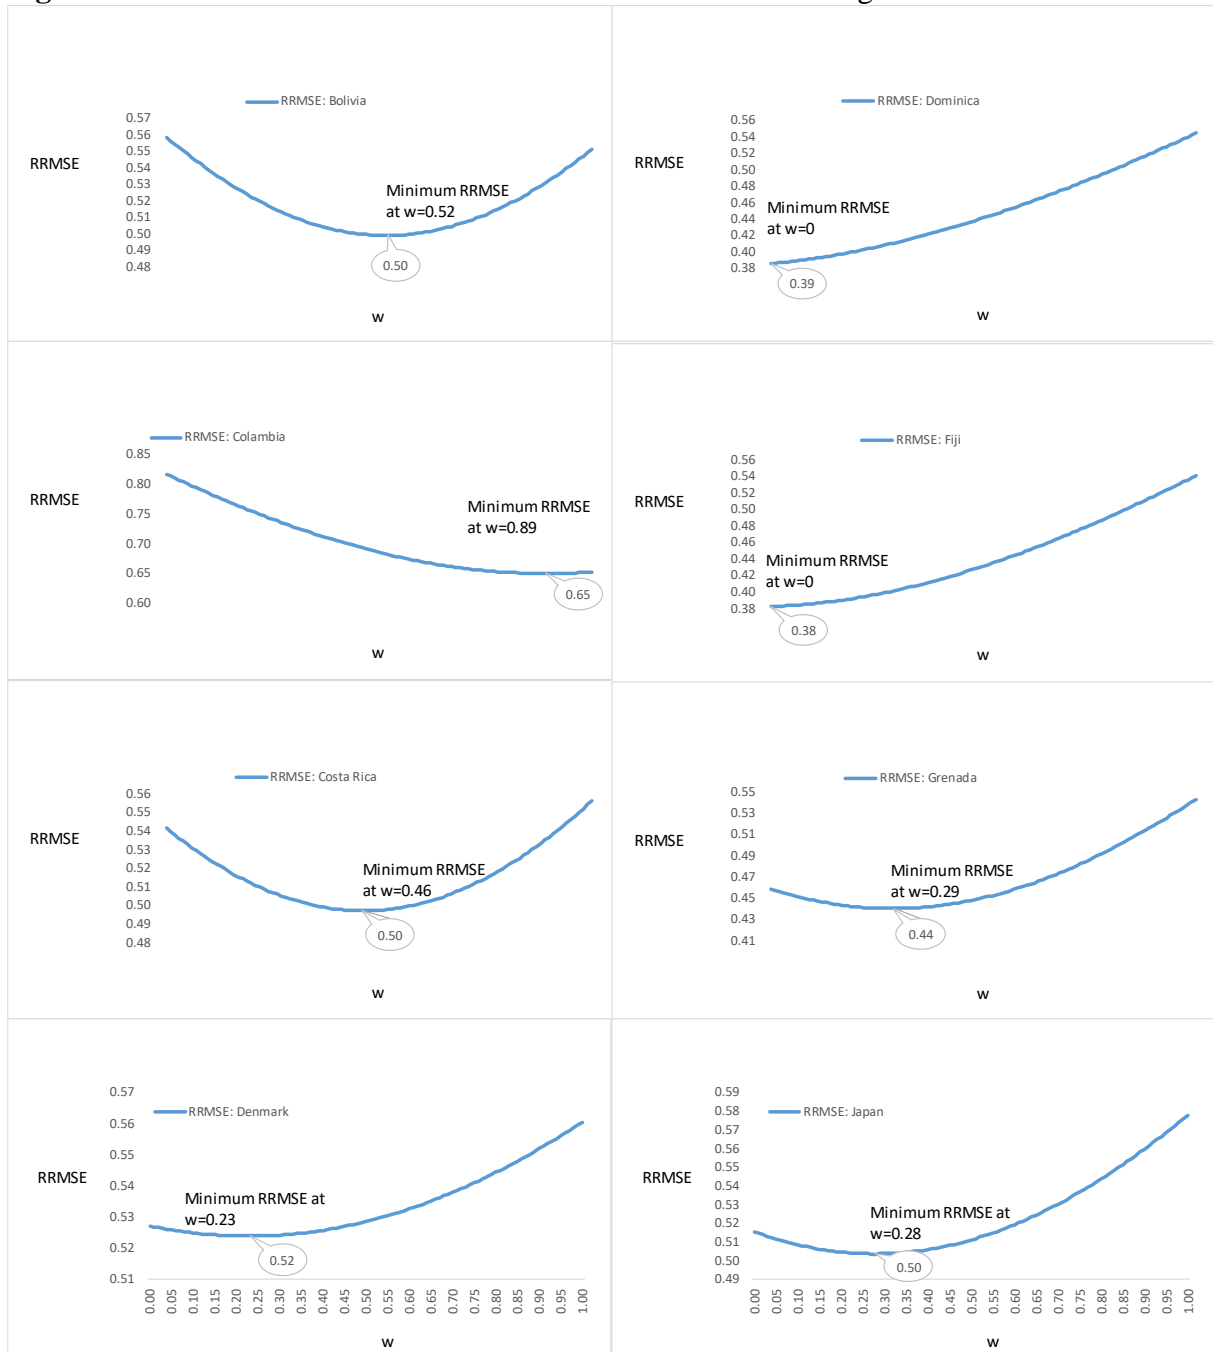 RRMSE: Bolivia
0.57
0.56
0.55
0.54
0.53
0.52
0.51
0.50
0.49
0.48
RRMSE
Minimum RRMSE
at w=0.52
0.50
w
RRMSE: Dominica
0.56
0.54
0.52
0.50
0.48
0.46
0.44
0.42
0.40
0.38
RRMSE
Minimum RRMSE
at w=0
0.39
w
RRMSE: Colambia
0.85
0.80
0.75
0.70
0.65
0.60
RRMSE
Minimum RRMSE
at w=0.89
0.65
w
RRMSE: Fiji
0.56
0.54
0.52
0.50
0.48
0.46
0.44
0.42
0.40
0.38
RRMSE
Minimum RRMSE
at w=0
0.38
w
RRMSE: Costa Rica
0.56
0.55
0.54
0.53
0.52
0.51
0.50
0.49
0.48
RRMSE
Minimum RRMSE
at w=0.46
0.50
w
RRMSE: Grenada
0.55
0.53
0.51
0.49
0.47
0.45
0.43
0.41
RRMSE
Minimum RRMSE
at w=0.29
0.44
w
RRMSE: Denmark
0.57
0.56
0.55
0.54
0.53
0.52
0.51
RRMSE
Minimum RRMSE at
w=0.23
0.52
0.00 0.05 0.10 0.15 0.20 0.25 0.30 0.35 0.40 0.45 0.50 0.55 0.60 0.65 0.70 0.75 0.80 0.85 0.90 0.95 1.00
w
RRMSE: Japan
0.59
0.58
0.57
0.56
0.55
0.54
0.53
0.52
0.51
0.50
0.49
RRMSE
Minimum RRMSE at
w=0.28
0.50
0.00 0.05 0.10 0.15 0.20 0.25 0.30 0.35 0.40 0.45 0.50 0.55 0.60 0.65 0.70 0.75 0.80 0.85 0.90 0.95 1.00
w